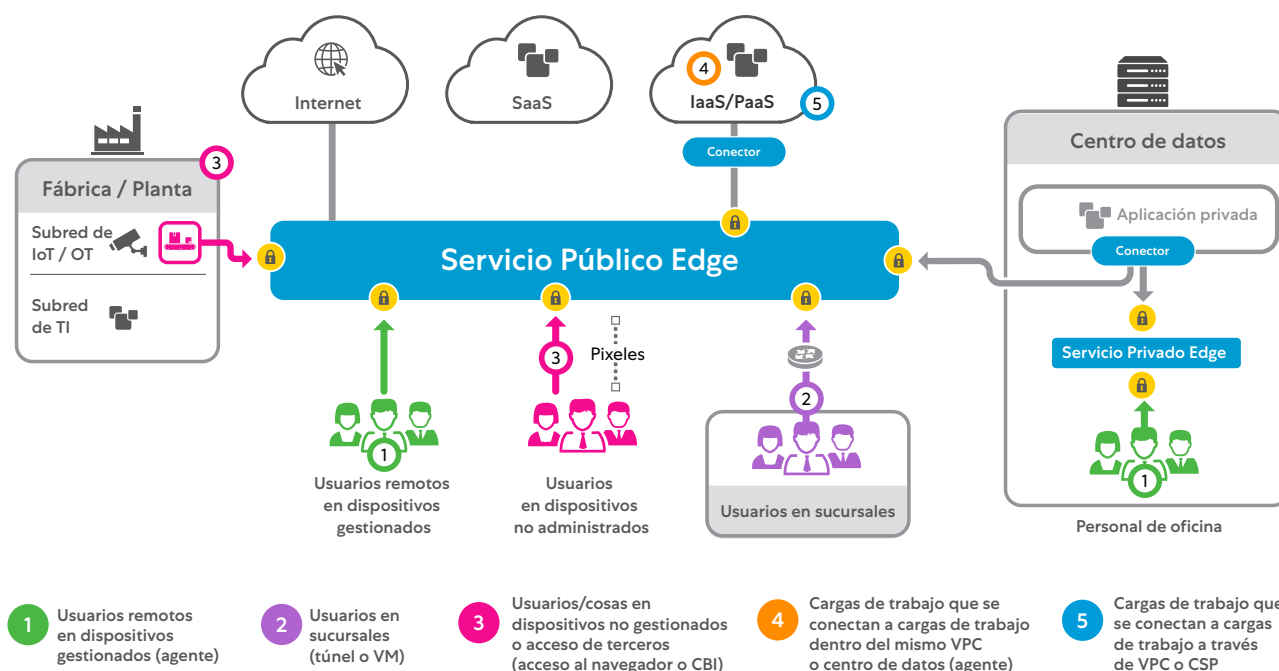 Internet
SaaS
4
IaaS/PaaS
5
Conector
3
Fábrica / Planta
Subred de
IoT / OT
Subred
de TI
Servicio Público Edge
Centro de datos
Aplicación privada
Conector
Servicio Privado Edge
1
Personal de oficina
1
Usuarios remotos
en dispositivos
gestionados
3
Pixeles
Usuarios
en dispositivos
no administrados
2
Usuarios en sucursales
1
Usuarios remotos
en dispositivos
gestionados (agente)
2
Usuarios en
sucursales
(túnel o VM)
3
Usuarios/cosas en
dispositivos no gestionados
o acceso de terceros
(acceso al navegador o CBI)
4
Cargas de trabajo que se
conectan a cargas de trabajo
dentro del mismo VPC
o centro de datos (agente)
5
Cargas de trabajo que
se conectan a cargas
de trabajo a través
de VPC o CSP